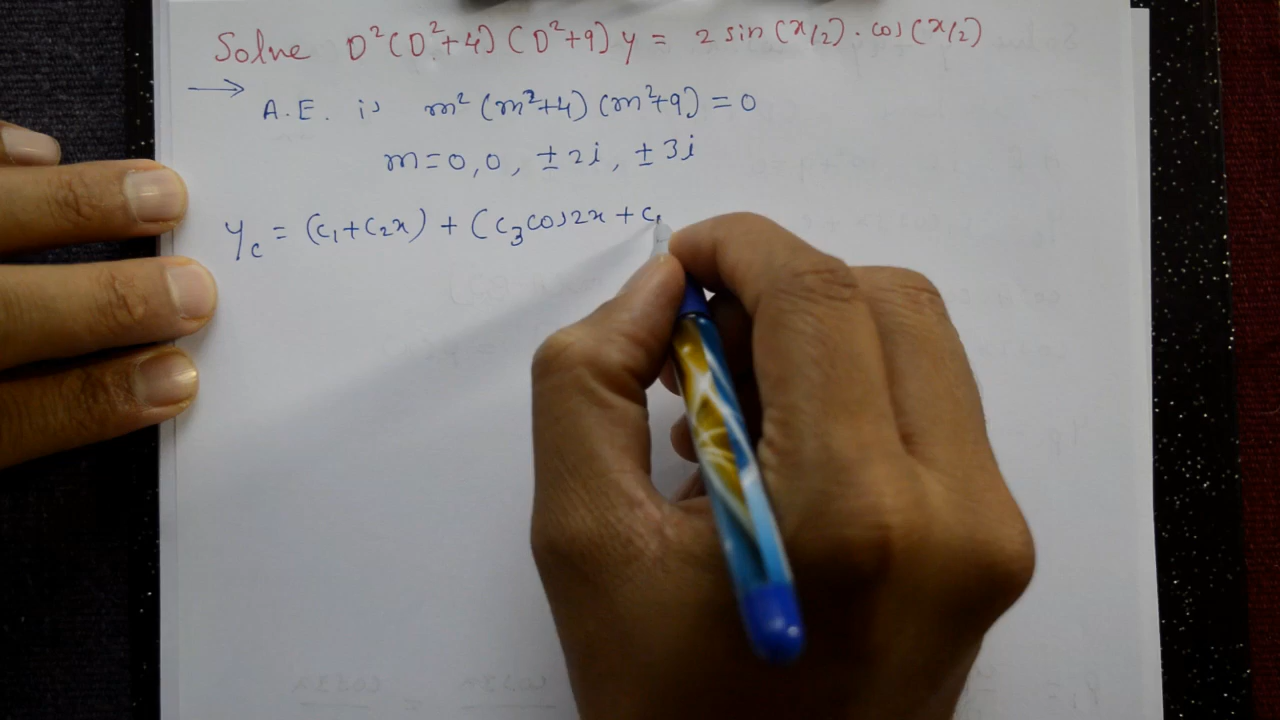 Solve D²(D²+4)(D²+9)y = 2 sin(x/2)·cos(x/2)
→ A.E. is m²(m²+4)(m²+9) = 0
m = 0, 0, ±2i, ±3i
y_c = (c₁+c₂x) + (c₃cos2x + c